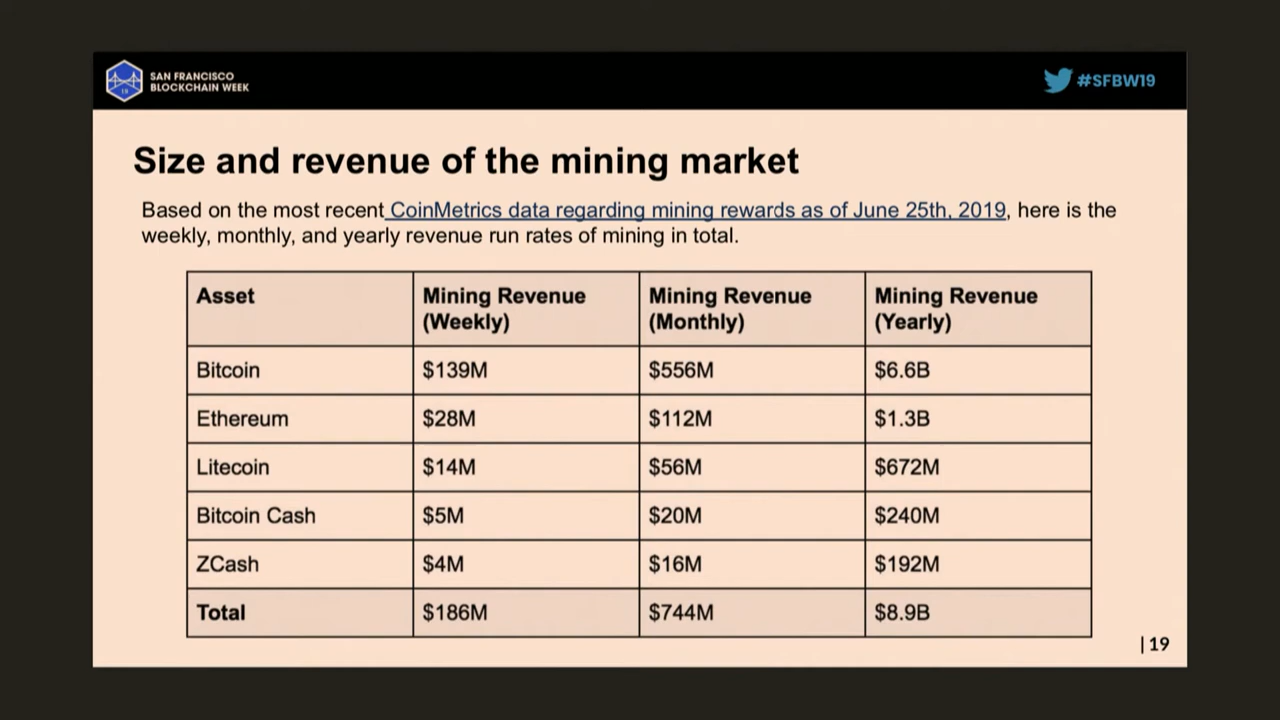 SAN FRANCISCO
BLOCKCHAIN WEEK
19
#SFBW19
Size and revenue of the mining market
Based on the most recent CoinMetrics data regarding mining rewards as of June 25th, 2019, here is the
weekly, monthly, and yearly revenue run rates of mining in total.
Asset Mining Revenue (Weekly) Mining Revenue (Monthly) Mining Revenue (Yearly)
Bitcoin $139M $556M $6.6B
Ethereum $28M $112M $1.3B
Litecoin $14M $56M $672M
Bitcoin Cash $5M $20M $240M
ZCash $4M $16M $192M
Total $186M $744M $8.9B
| 19